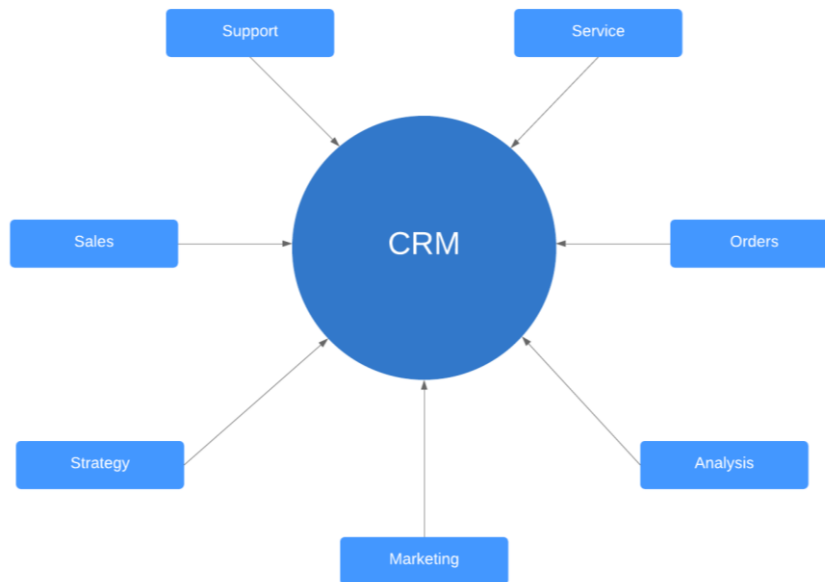 Support
Service
Sales
CRM
Orders
Strategy
Analysis
Marketing